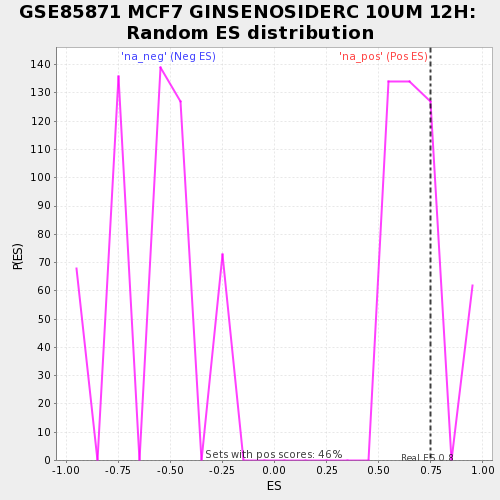 GSE85871 MCF7 GINSENOSIDERC 10UM 12H:
Random ES distribution
'na_neg' (Neg ES)
'na_pos' (Pos ES)
140
130
120
110
100
90
80
70
60
50
40
30
20
10
0
P(ES)
Sets with pos scores: 46%
Real ES 0.8
-1.00 -0.75 -0.50 -0.25 0.00 0.25 0.50 0.75 1.00
ES